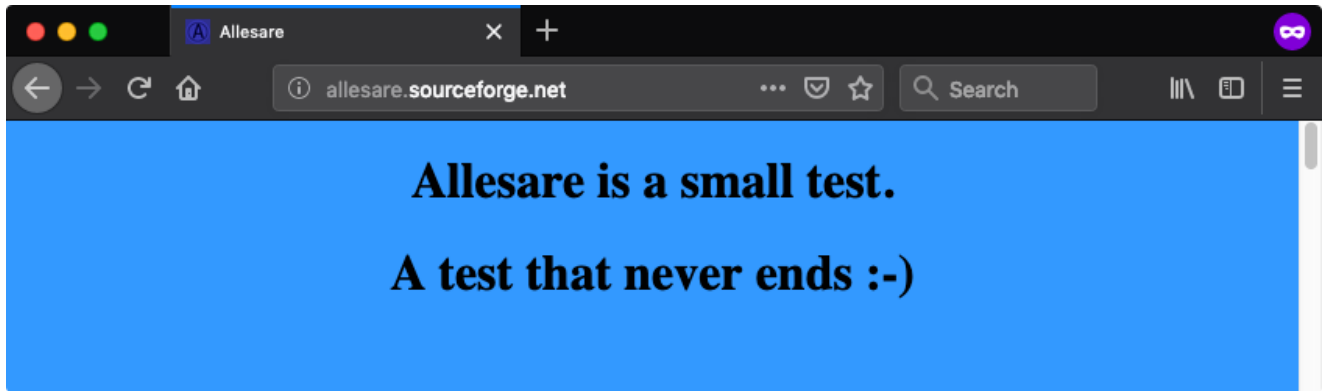 Allesare
allesare.sourceforge.net
Search
Allesare is a small test.
A test that never ends :-)